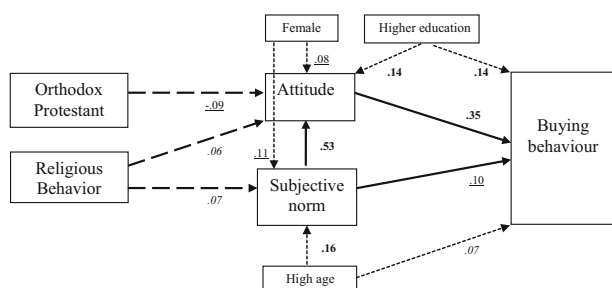 Female
Higher education
.08
.14
.14
Orthodox
Protestant
-.09
Attitude
.35
Buying
behaviour
.06
.53
Religious
Behavior
.11
.07
Subjective
norm
.10
.16
.07
High age